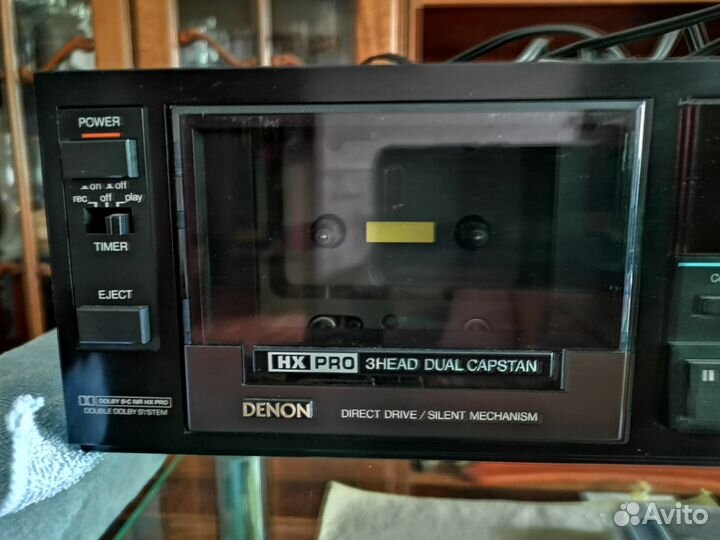 POWER
on off
rec off play
TIMER
EJECT
DOLBY B·C NR HX PRO
DOUBLE DOLBY SYSTEM
HX PRO 3HEAD DUAL CAPSTAN
DENON
DIRECT DRIVE / SILENT MECHANISM
Avito